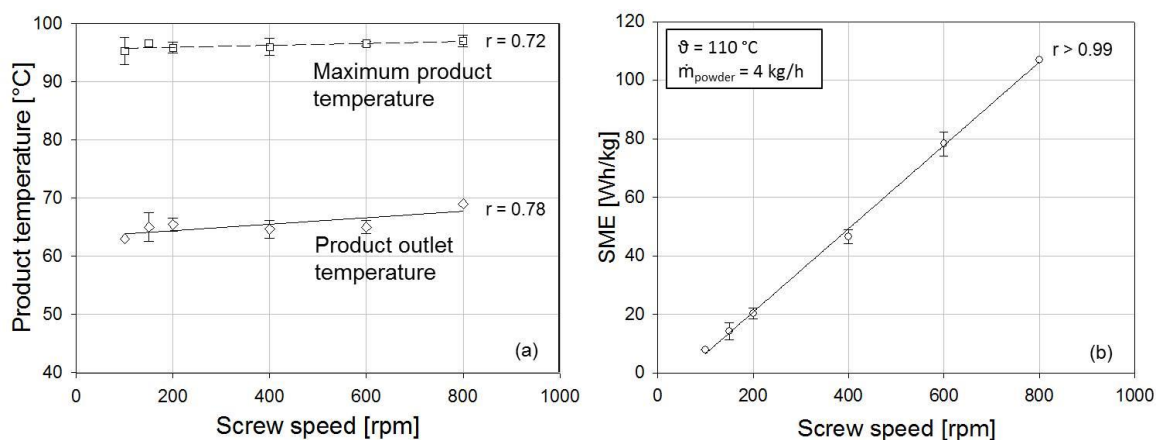 Product temperature [°C]
100
90
80
70
60
50
40
r = 0.72
Maximum product
temperature
r = 0.78
Product outlet
temperature
(a)
0
200
400
600
800
1000
Screw speed [rpm]
SME [Wh/kg]
120
100
80
60
40
20
0
ϑ = 110 °C
ṁpowder = 4 kg/h
r > 0.99
(b)
0
200
400
600
800
1000
Screw speed [rpm]